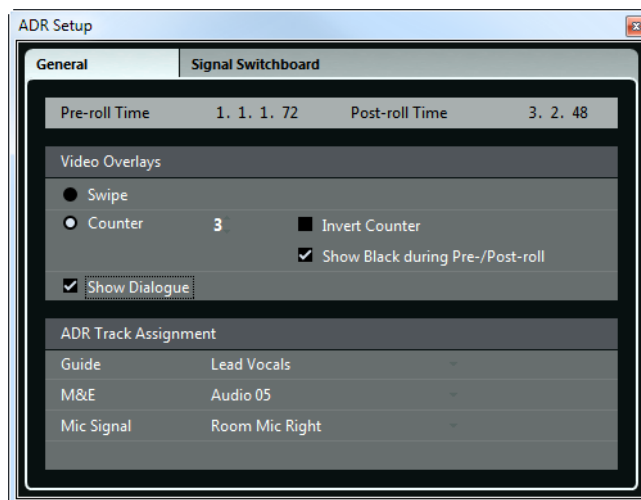 ADR Setup
General Signal Switchboard
Pre-roll Time 1. 1. 1. 72 Post-roll Time 3. 2. 48
Video Overlays
Swipe
Counter 3 Invert Counter
Show Black during Pre-/Post-roll
Show Dialogue
ADR Track Assignment
Guide Lead Vocals
M&E Audio 05
Mic Signal Room Mic Right